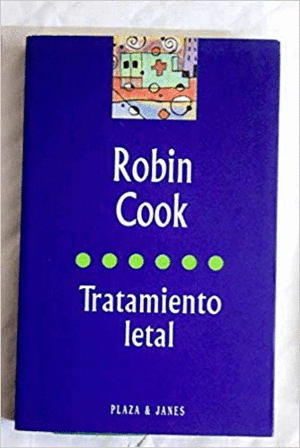 Robin
Cook
Tratamiento
letal
PLAZA & JANES